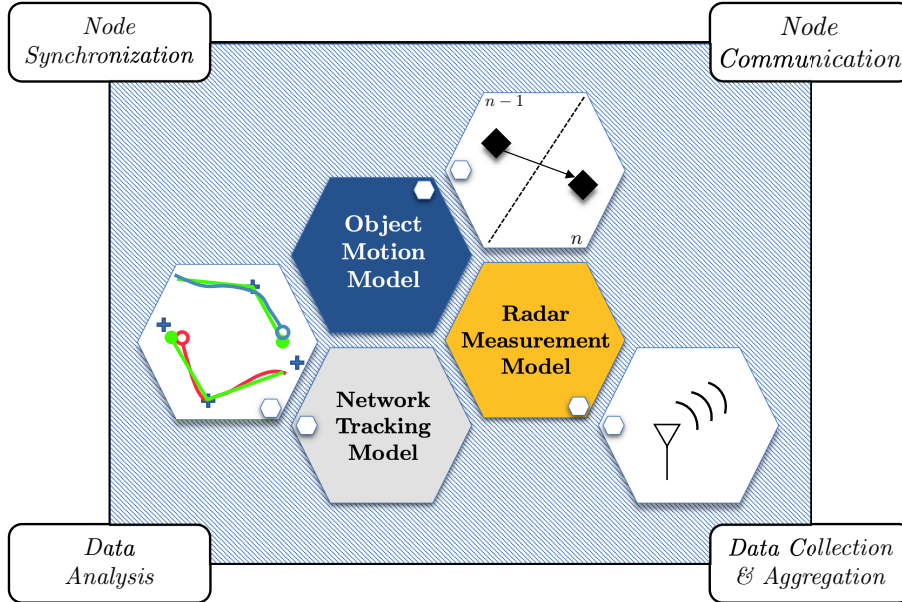 Node
Synchronization
Node
Communication
n − 1
n
Object
Motion
Model
Radar
Measurement
Model
Network
Tracking
Model
Data
Analysis
Data Collection
& Aggregation